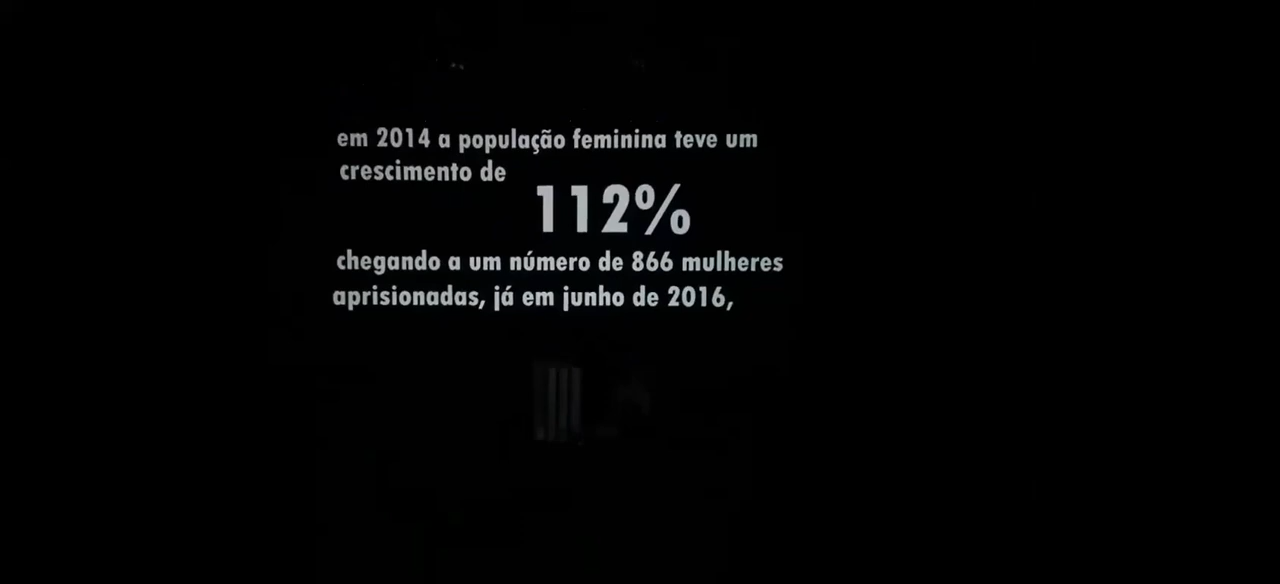 em 2014 a população feminina teve um
crescimento de
112%
chegando a um número de 866 mulheres
aprisionadas, já em junho de 2016,